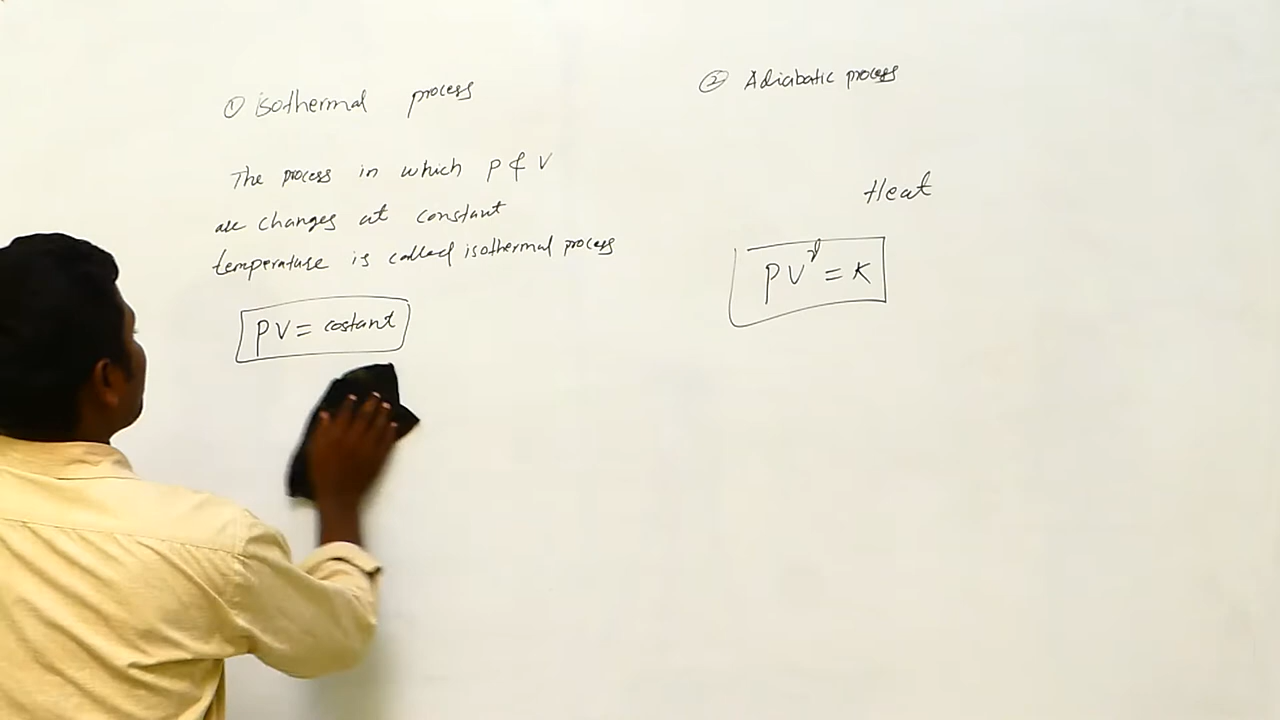 ① isothermal process
The process in which P & V
are changes at constant
temperature is called isothermal process
PV = costant
② Adiabatic process
Heat
PV^γ = K